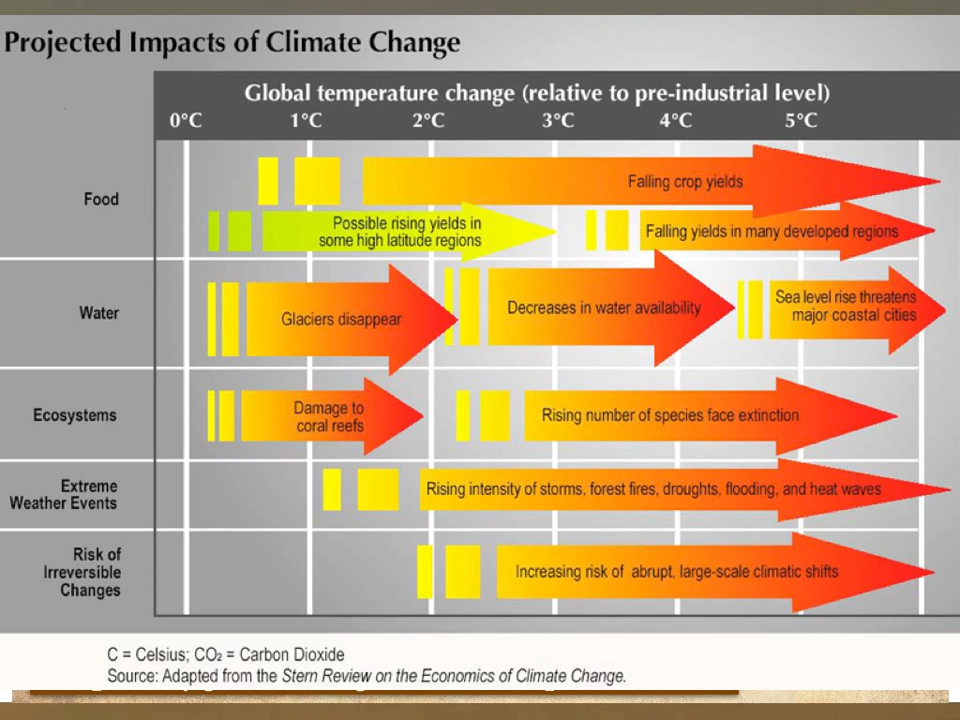 Projected Impacts of Climate Change
Global temperature change (relative to pre-industrial level)
0°C 1°C 2°C 3°C 4°C 5°C
Food
Falling crop yields
Possible rising yields in
some high latitude regions
Falling yields in many developed regions
Water
Glaciers disappear
Decreases in water availability
Sea level rise threatens
major coastal cities
Ecosystems
Damage to
coral reefs
Rising number of species face extinction
Extreme
Weather Events
Rising intensity of storms, forest fires, droughts, flooding, and heat waves
Risk of
Irreversible
Changes
Increasing risk of abrupt, large-scale climatic shifts
C = Celsius; CO₂ = Carbon Dioxide
Source: Adapted from the Stern Review on the Economics of Climate Change.